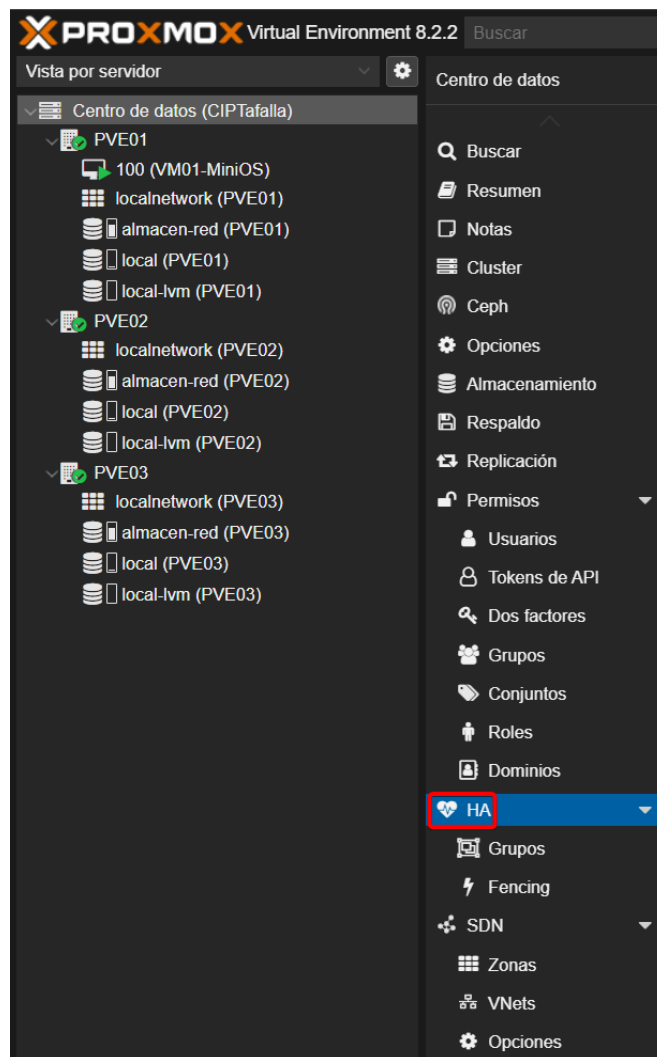 PROXMOX Virtual Environment 8.2.2 Buscar
Vista por servidor
Centro de datos (CIPTafalla)
PVE01
100 (VM01-MiniOS)
localnetwork (PVE01)
almacen-red (PVE01)
local (PVE01)
local-lvm (PVE01)
PVE02
localnetwork (PVE02)
almacen-red (PVE02)
local (PVE02)
local-lvm (PVE02)
PVE03
localnetwork (PVE03)
almacen-red (PVE03)
local (PVE03)
local-lvm (PVE03)
Centro de datos
Buscar
Resumen
Notas
Cluster
Ceph
Opciones
Almacenamiento
Respaldo
Replicación
Permisos
Usuarios
Tokens de API
Dos factores
Grupos
Conjuntos
Roles
Dominios
HA
Grupos
Fencing
SDN
Zonas
VNets
Opciones